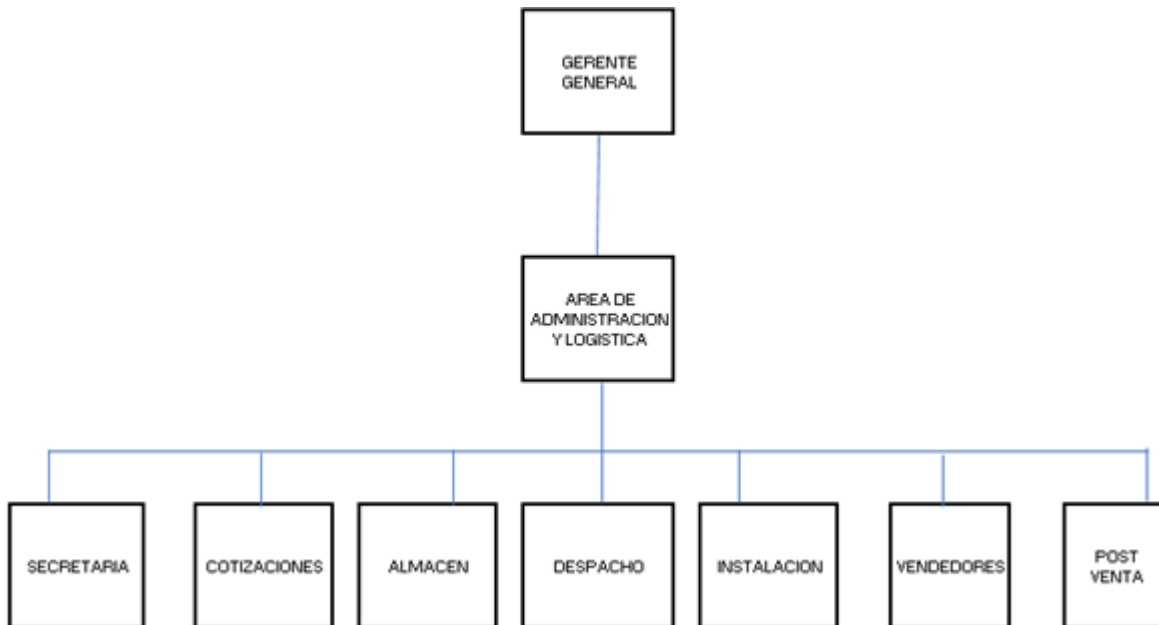 GERENTE
GENERAL
AREA DE
ADMINISTRACION
Y LOGISTICA
SECRETARIA
COTIZACIONES
ALMACEN
DESPACHO
INSTALACION
VENDEDORES
POST
VENTA